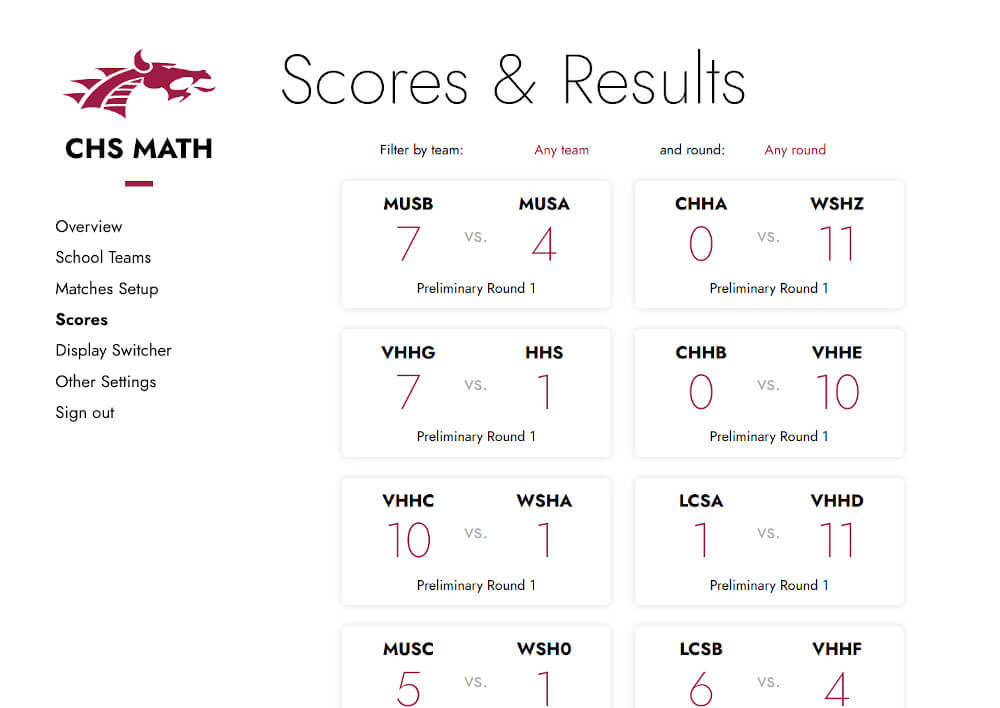 Scores & Results
CHS MATH
Overview
School Teams
Matches Setup
Scores
Display Switcher
Other Settings
Sign out
Filter by team: Any team and round: Any round
MUSB MUSA
7 vs. 4
Preliminary Round 1
CHHA WSHZ
0 vs. 11
Preliminary Round 1
VHHG HHS
7 vs. 1
Preliminary Round 1
CHHB VHHE
0 vs. 10
Preliminary Round 1
VHHC WSHA
10 vs. 1
Preliminary Round 1
LCSA VHHD
1 vs. 11
Preliminary Round 1
MUSC WSH0
5 vs. 1
LCSB VHHF
6 vs. 4